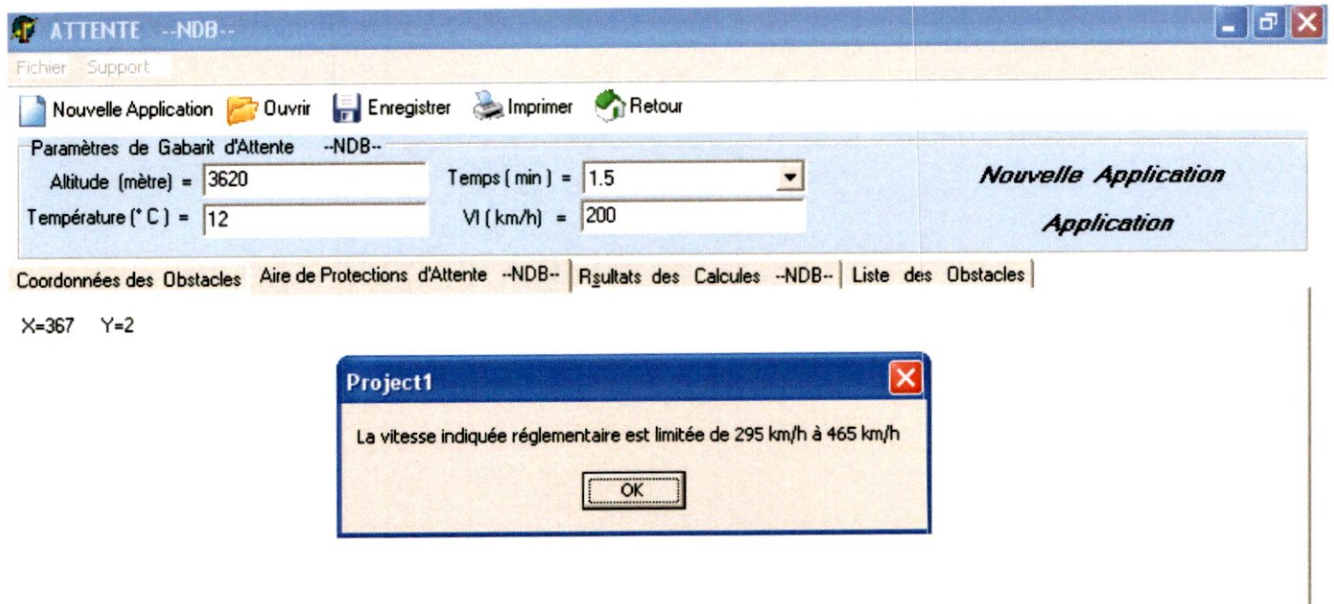 ATTENTE --NDB--
Fichier Support
Nouvelle Application Ouvrir Enregistrer Imprimer Retour
Paramètres de Gabarit d'Attente --NDB--
Altitude (mètre) = 3620 Temps ( min ) = 1.5 Nouvelle Application
Température (° C ) = 12 VI ( km/h) = 200 Application
Coordonnées des Obstacles Aire de Protections d'Attente --NDB-- Rsultats des Calcules --NDB-- Liste des Obstacles
X=367 Y=2
Project1
La vitesse indiquée réglementaire est limitée de 295 km/h à 465 km/h
OK